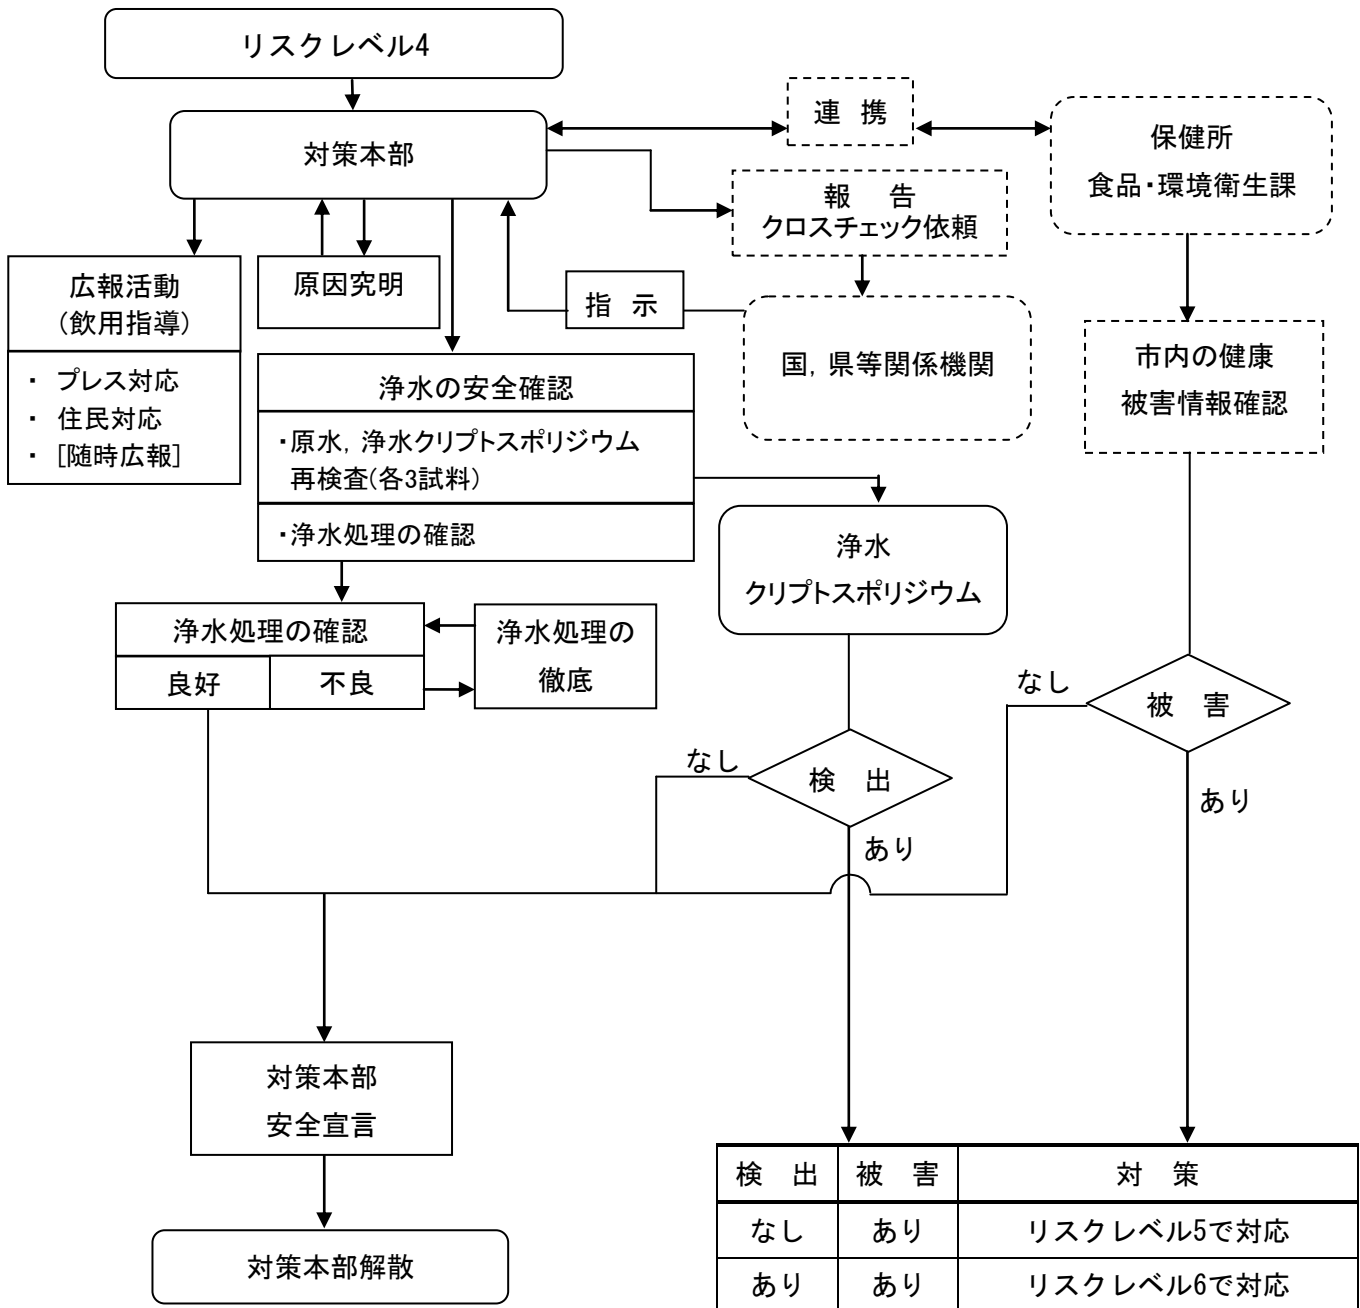 リスクレベル4
対策本部
連 携
保健所
食品・環境衛生課
報 告
クロスチェック依頼
広報活動
(飲用指導)
・ プレス対応
・ 住民対応
・ [随時広報]
原因究明
指 示
国，県等関係機関
市内の健康
被害情報確認
浄水の安全確認
・原水，浄水クリプトスポリジウム
再検査(各3試料)
・浄水処理の確認
浄水
クリプトスポリジウム
浄水処理の確認
良好 不良
浄水処理の
徹底
なし
被 害
あり
なし
検 出
あり
対策本部
安全宣言
対策本部解散
検 出 被 害 対 策
なし あり リスクレベル5で対応
あり あり リスクレベル6で対応